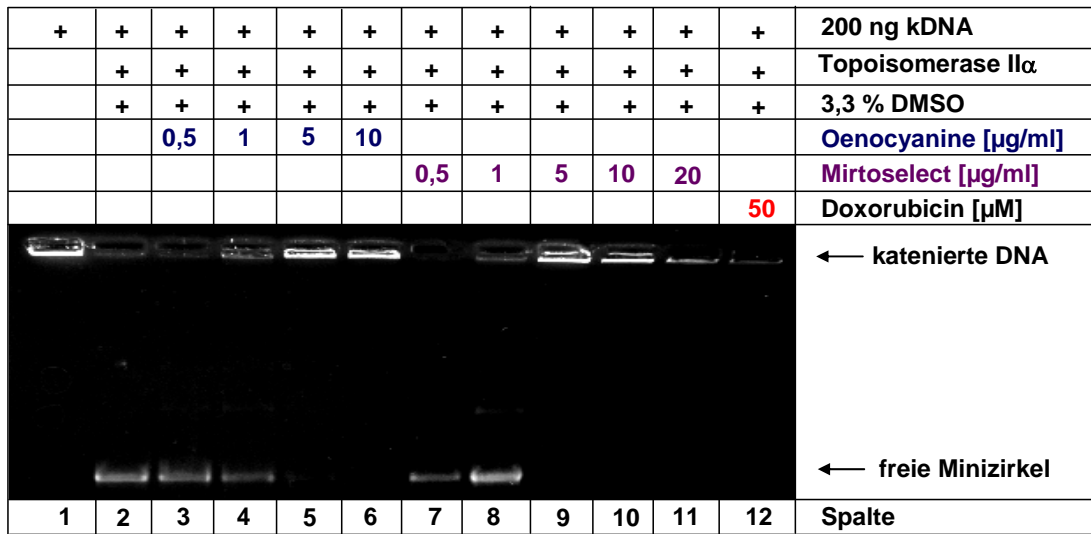 + + + + + + + + + + + + 200 ng kDNA
+ + + + + + + + + + + Topoisomerase IIα
+ + + + + + + + + + + 3,3 % DMSO
0,5 1 5 10 Oenocyanine [µg/ml]
0,5 1 5 10 20 Mirtoselect [µg/ml]
50 Doxorubicin [µM]
← katenierte DNA
← freie Minizirkel
1 2 3 4 5 6 7 8 9 10 11 12 Spalte